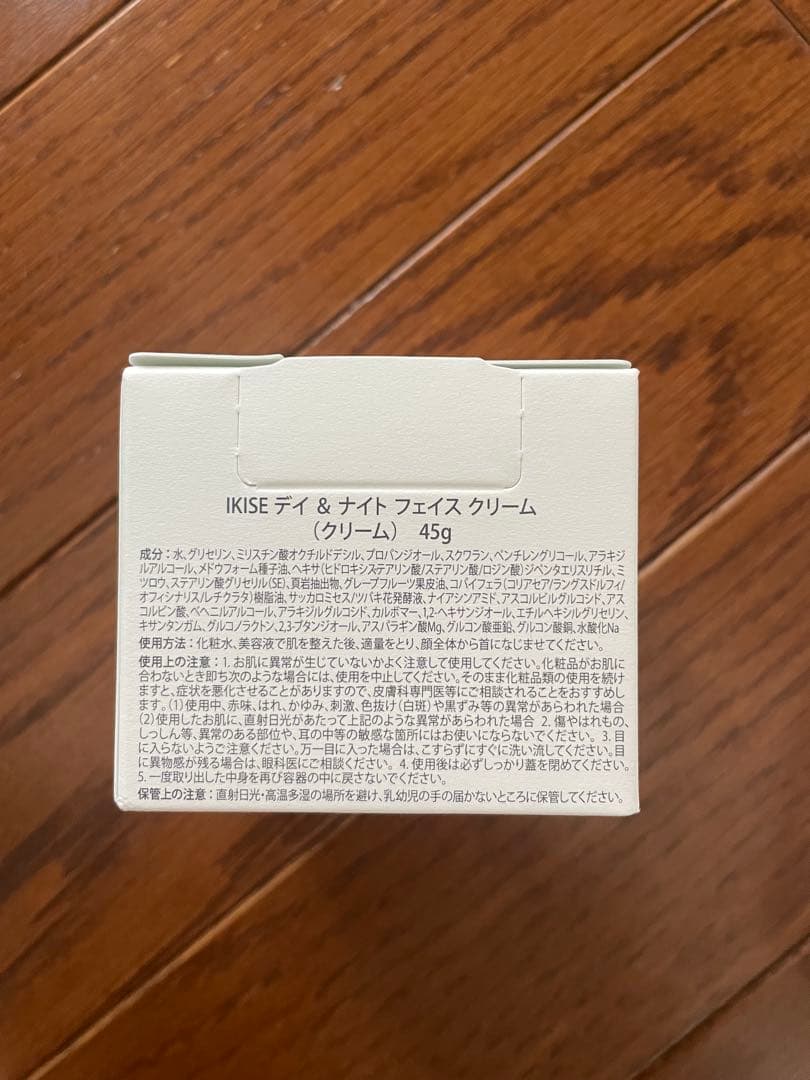 IKISE デイ & ナイト フェイス クリーム
（クリーム） 45g
成分：水、グリセリン、ミリスチン酸オクチルドデシル、プロパンジオール、スクワラン、ペンチレングリコール、アラキジ
ルアルコール、メドウフォーム種子油、ヘキサ（ヒドロキシステアリン酸/ステアリン酸/ロジン酸）ジペンタエリスリチル、ミ
ツロウ、ステアリン酸グリセリル（SE）、頁岩抽出物、グレープフルーツ果皮油、コパイフェラ（コリアセア/ラングスドルフィ/
オフィシナリス/レチクラタ）樹脂油、サッカロミセス/ツバキ花発酵液、ナイアシンアミド、アスコルビルグルコシド、アス
コルビン酸、ベヘニルアルコール、アラキジルグルコシド、カルボマー、1,2-ヘキサンジオール、エチルヘキシルグリセリン、
キサンタンガム、グルコノラクトン、2,3-ブタンジオール、アスパラギン酸Mg、グルコン酸亜鉛、グルコン酸銅、水酸化Na
使用方法：化粧水、美容液で肌を整えた後、適量をとり、顔全体から首になじませてください。
使用上の注意：1. お肌に異常が生じていないかよく注意して使用してください。化粧品がお肌に
合わないとき即ち次のような場合には、使用を中止してください。そのまま化粧品類の使用を続け
ますと、症状を悪化させることがありますので、皮膚科専門医等にご相談されることをおすすめし
ます。（1）使用中、赤味、はれ、かゆみ、刺激、色抜け（白斑）や黒ずみ等の異常があらわれた場合
（2）使用したお肌に、直射日光があたって上記のような異常があらわれた場合 2. 傷やはれもの、
しっしん等、異常のある部位や、耳の中等の敏感な箇所にはお使いにならないでください。 3. 目
に入らないようご注意ください。万一目に入った場合は、こすらずにすぐに洗い流してください。目
に異物感が残る場合は、眼科医にご相談ください。 4. 使用後は必ずしっかり蓋を閉めてください。
5. 一度取り出した中身を再び容器の中に戻さないでください。
保管上の注意：直射日光・高温多湿の場所を避け、乳幼児の手の届かないところに保管してください。